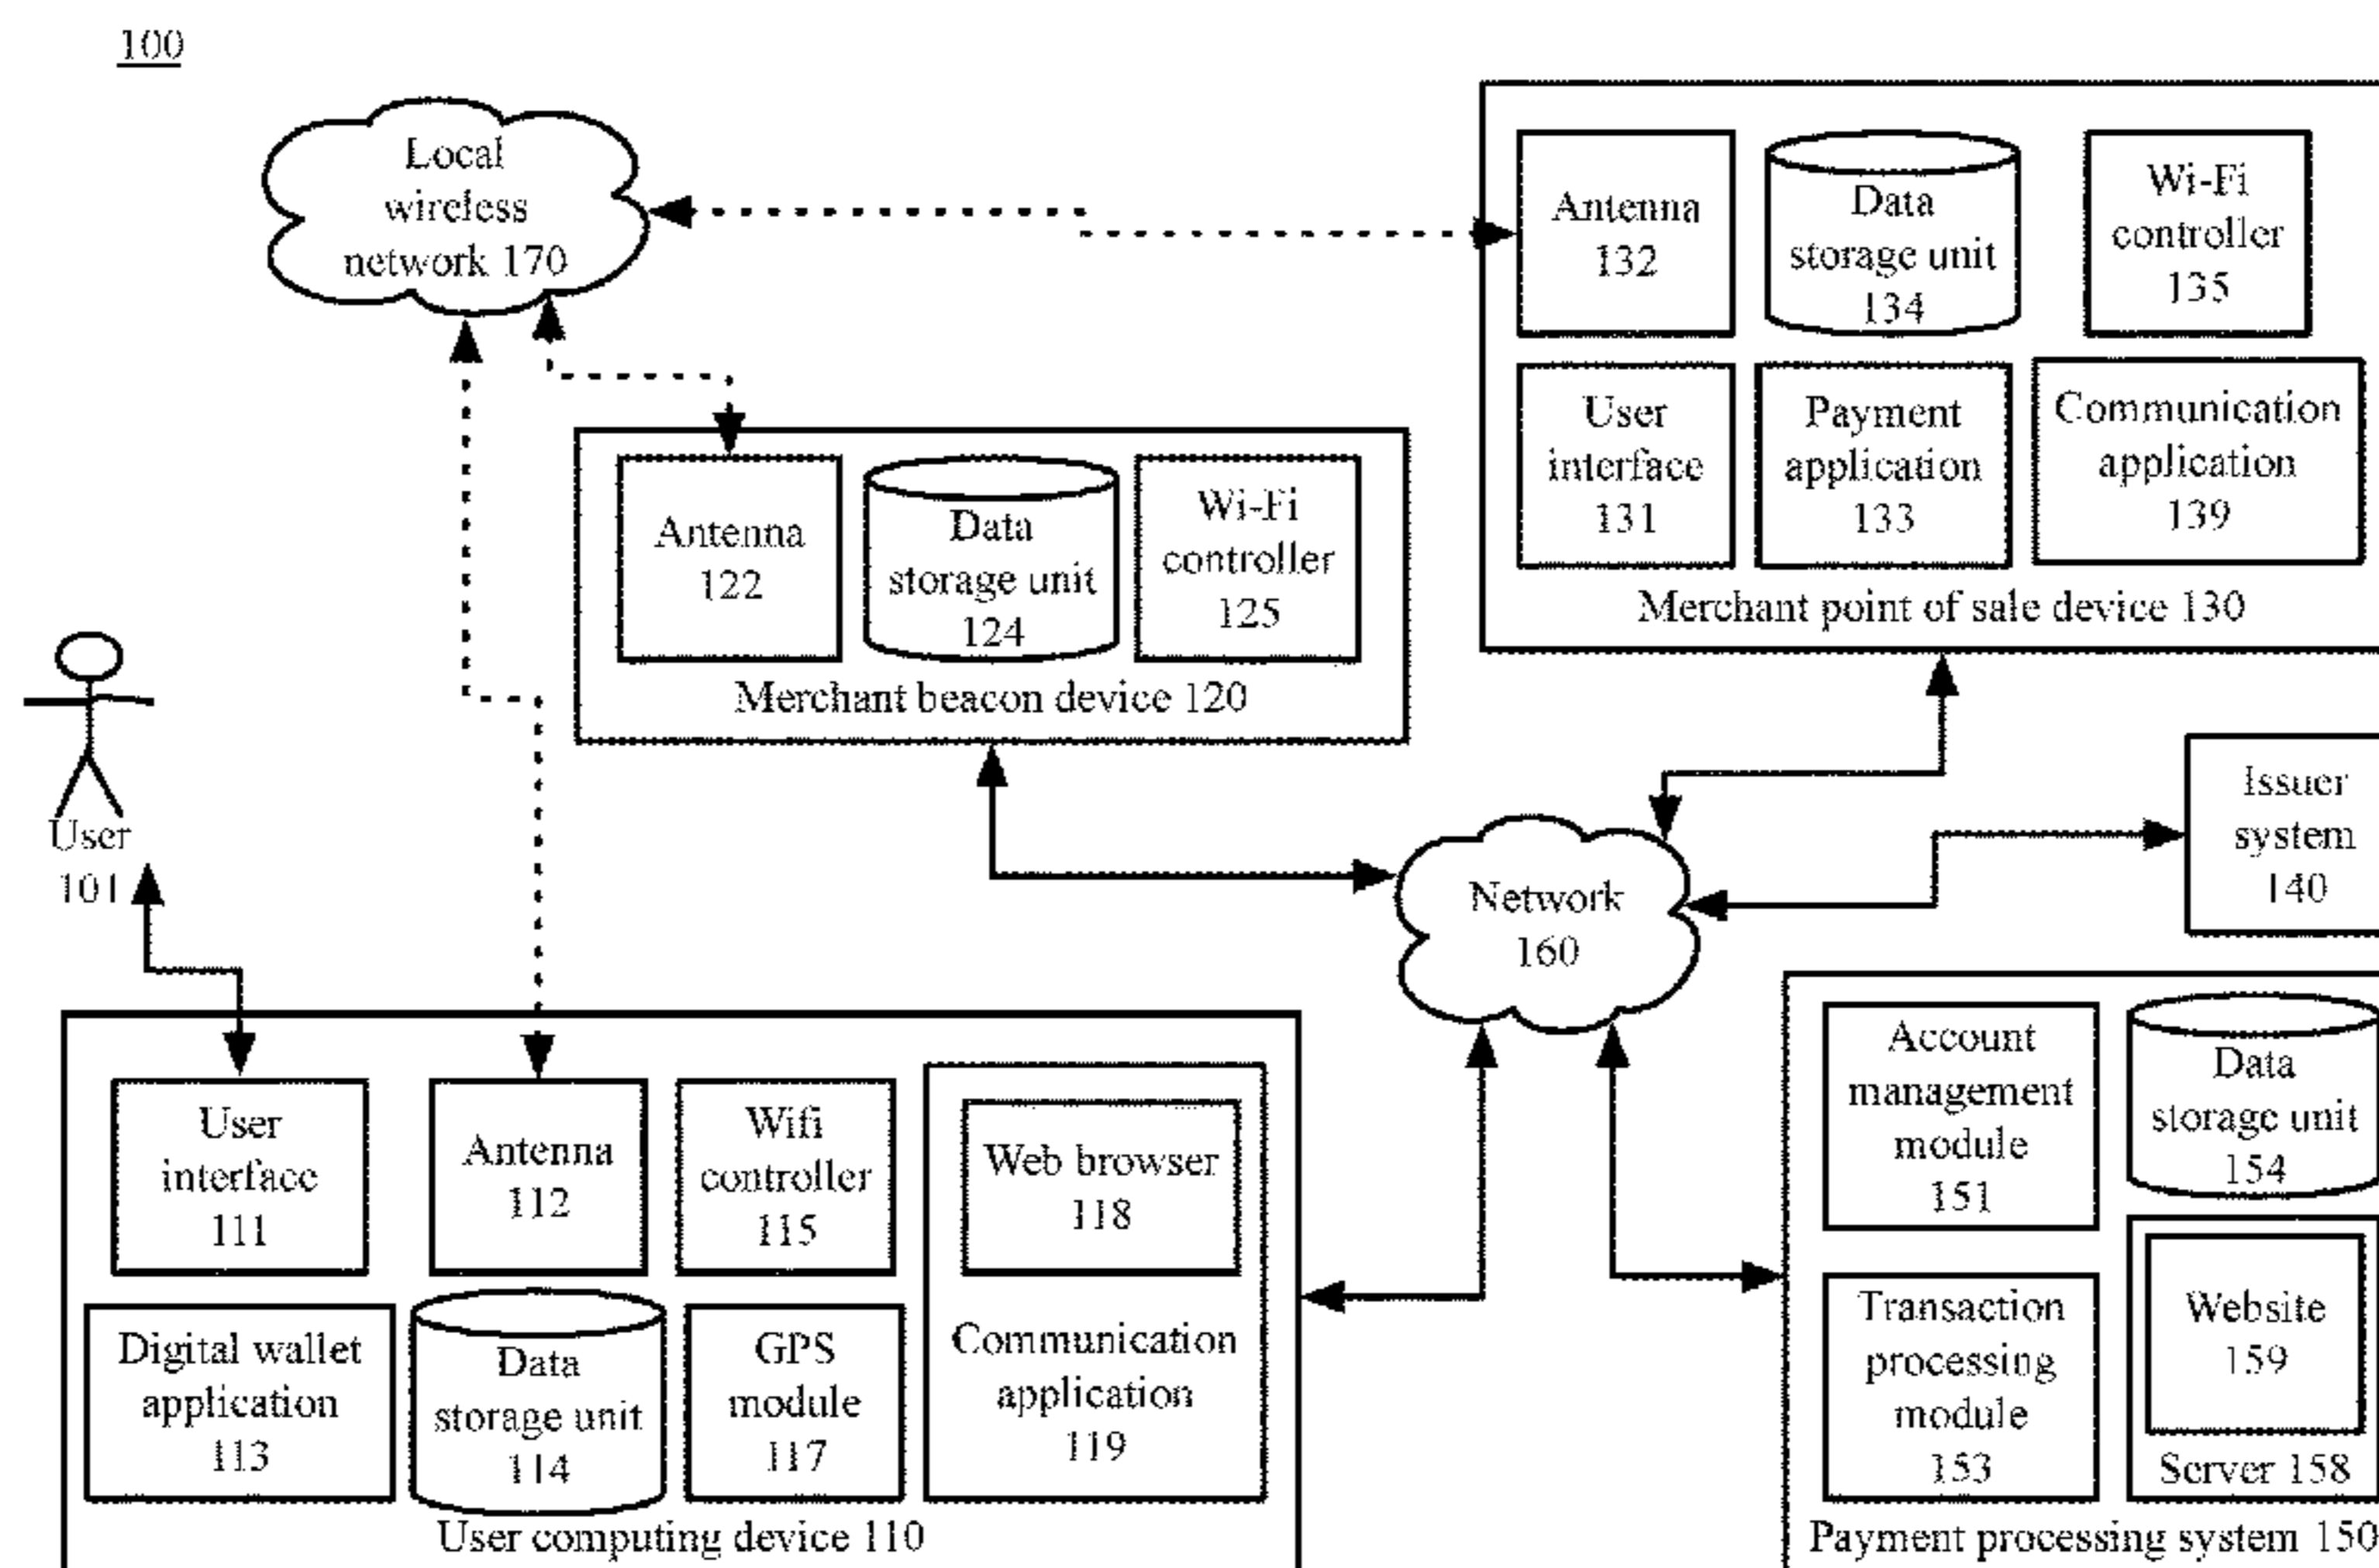 100
Local
wireless
network 170
Antenna
132
Data
storage unit
134
Wi-Fi
controller
135
User
interface
131
Payment
application
133
Communication
application
139
Merchant point of sale device 130
Antenna
122
Data
storage unit
124
Wi-Fi
controller
125
Merchant beacon device 120
User
101
Issuer
system
140
Network
160
User
interface
111
Antenna
112
Wifi
controller
115
Web browser
118
Digital wallet
application
113
Data
storage unit
114
GPS
module
117
Communication
application
119
User computing device 110
Account
management
module
151
Data
storage unit
154
Transaction
processing
module
153
Website
159
Server 158
Payment processing system 150